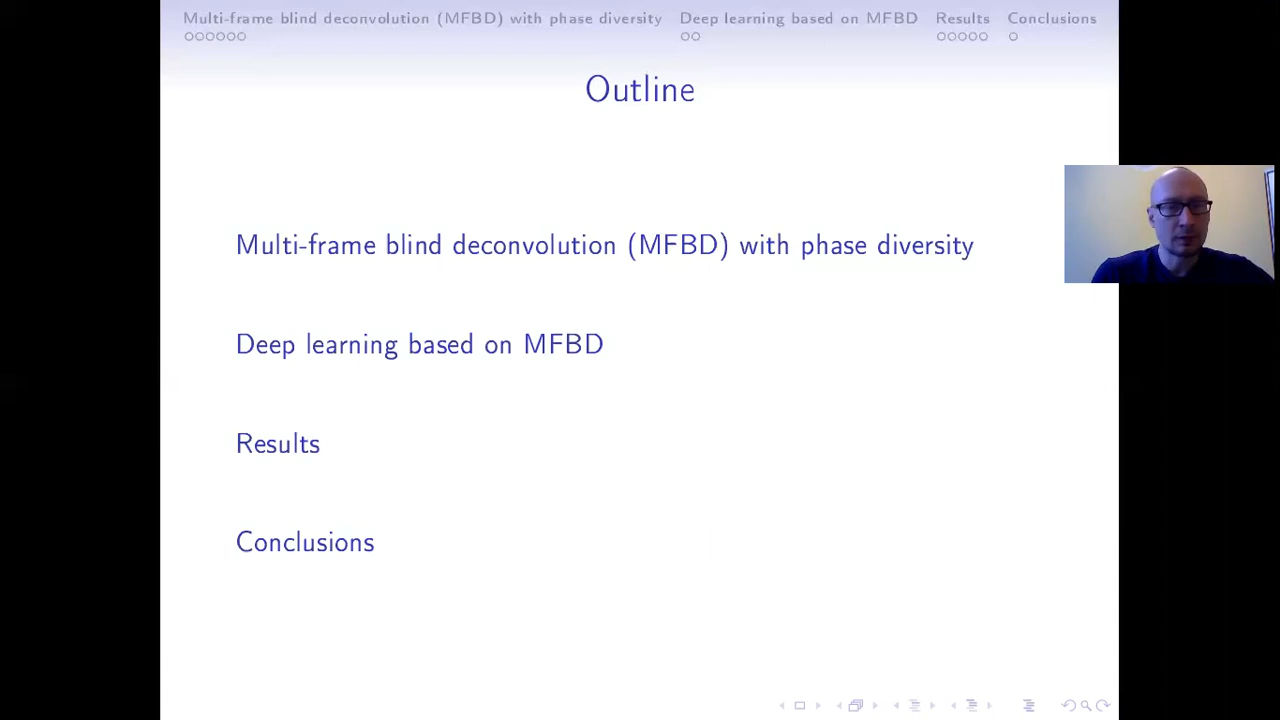 Multi-frame blind deconvolution (MFBD) with phase diversity Deep learning based on MFBD Results Conclusions
Outline
Multi-frame blind deconvolution (MFBD) with phase diversity
Deep learning based on MFBD
Results
Conclusions